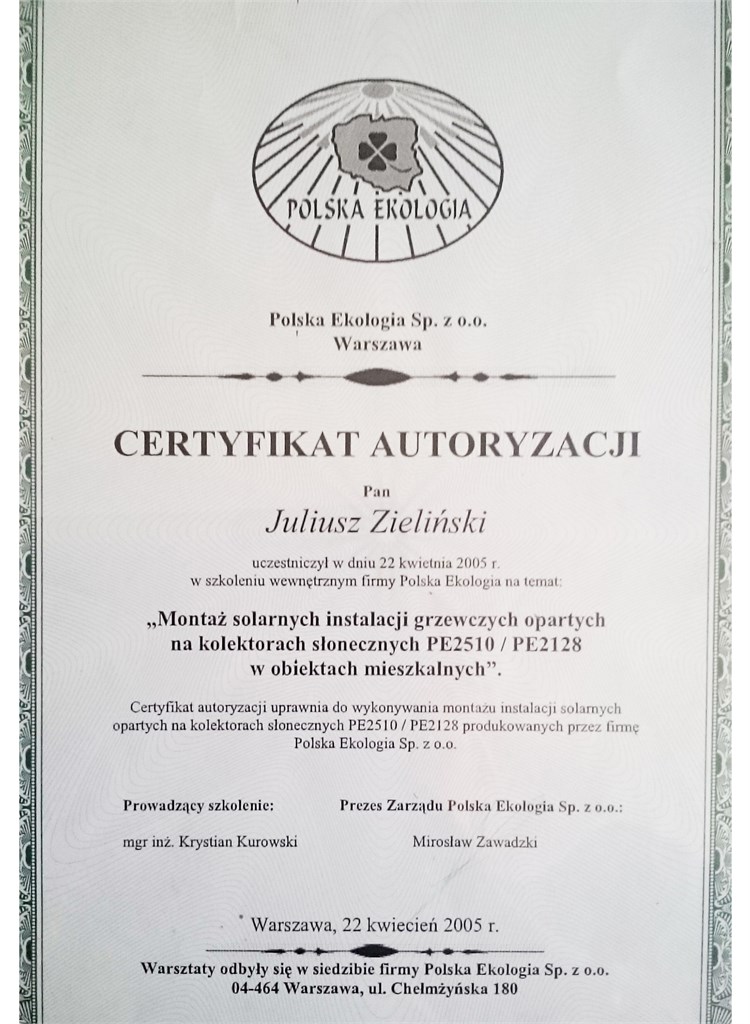 POLSKA EKOLOGIA
Polska Ekologia Sp. z o.o.
Warszawa
CERTYFIKAT AUTORYZACJI
Pan
Juliusz Zieliński
uczestniczył w dniu 22 kwietnia 2005 r.
w szkoleniu wewnętrznym firmy Polska Ekologia na temat:
„Montaż solarnych instalacji grzewczych opartych
na kolektorach słonecznych PE2510 / PE2128
w obiektach mieszkalnych”.
Certyfikat autoryzacji uprawnia do wykonywania montażu instalacji solarnych
opartych na kolektorach słonecznych PE2510 / PE2128 produkowanych przez firmę
Polska Ekologia Sp. z o.o.
Prowadzący szkolenie: Prezes Zarządu Polska Ekologia Sp. z o.o.:
mgr inż. Krystian Kurowski Mirosław Zawadzki
Warszawa, 22 kwiecień 2005 r.
Warsztaty odbyły się w siedzibie firmy Polska Ekologia Sp. z o.o.
04-464 Warszawa, ul. Chełmżyńska 180